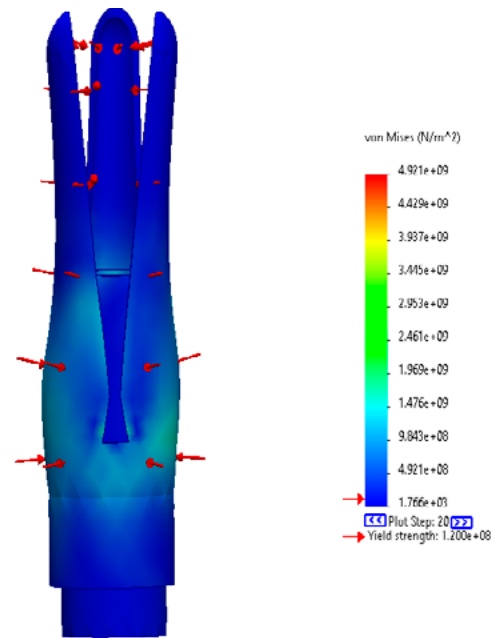 von Mises (N/m^2)
4.921e+09
4.429e+09
3.937e+09
3.445e+09
2.953e+09
2.461e+09
1.969e+09
1.476e+09
9.843e+08
4.921e+08
1.766e+03
<< Plot Step: 20 >>
Yield strength: 1.200e+08